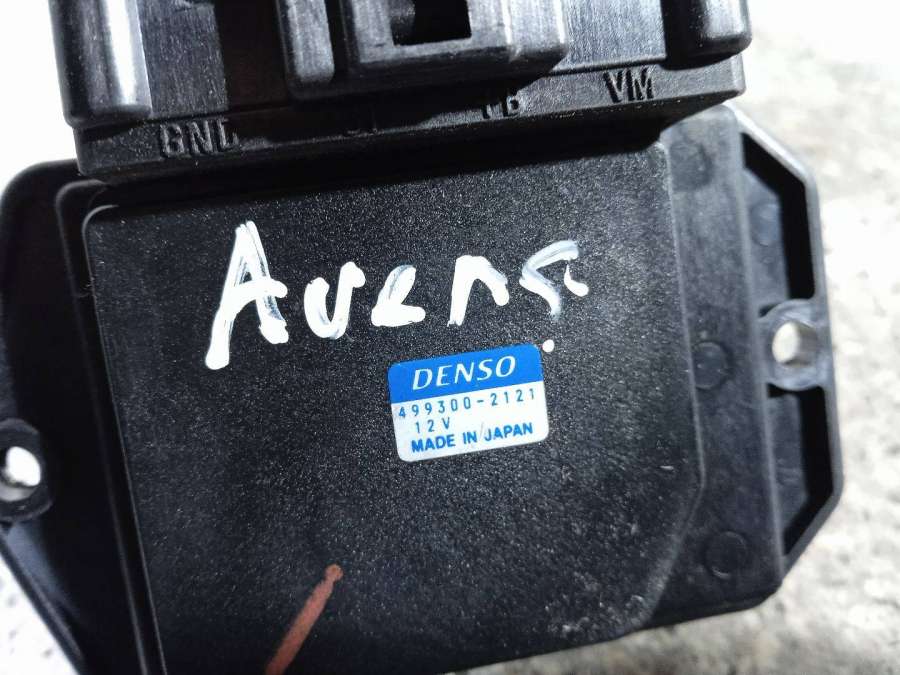 GND VM
Avens.
DENSO
499300-2121
12V
MADE IN JAPAN